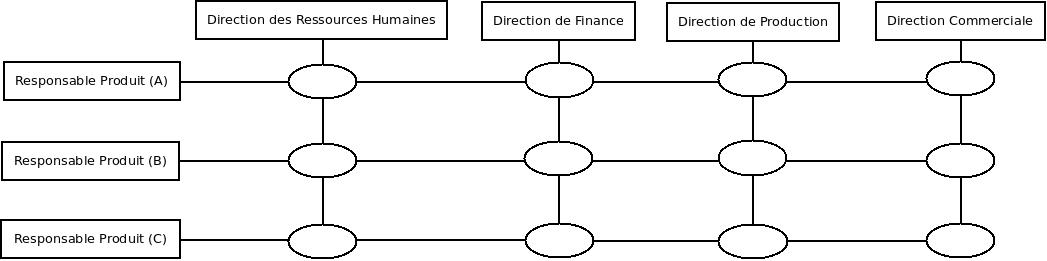 Direction des Ressources Humaines
Direction de Finance
Direction de Production
Direction Commerciale
Responsable Produit (A)
Responsable Produit (B)
Responsable Produit (C)